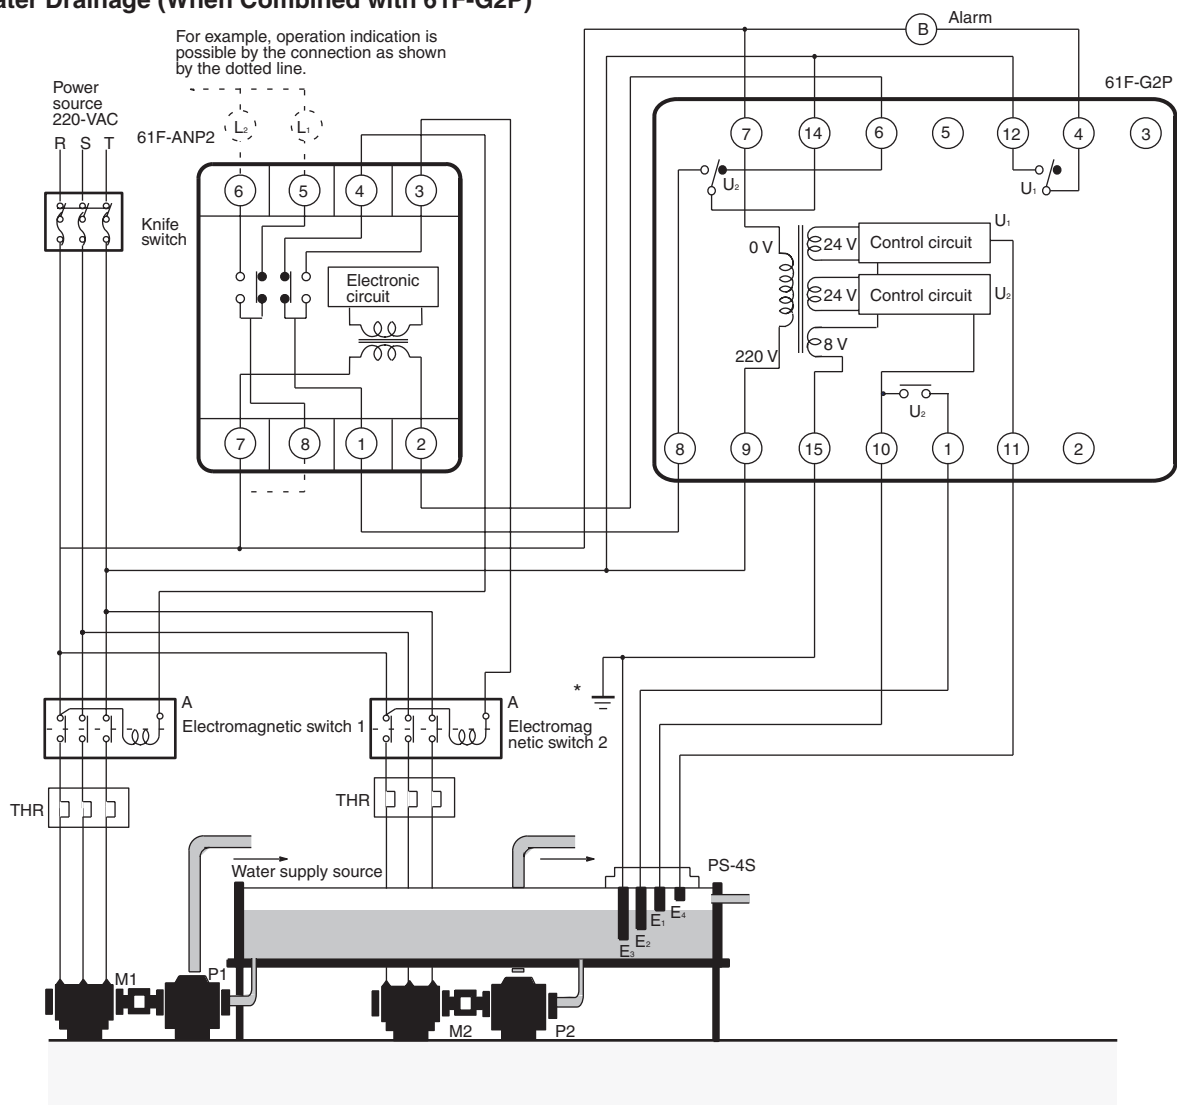 ater Drainage (When Combined with 61F-G2P)
For example, operation indication is
possible by the connection as shown
by the dotted line.
Alarm
B
61F-G2P
Power
source
220-VAC
R S T
61F-ANP2
L2 L1
Knife
switch
6 5 4 3
Electronic
circuit
7 8 1 2
7 14 6 5 12 4 3
U2
U1
0 V
24 V
Control circuit
U1
24 V
Control circuit
U2
8 V
220 V
U2
8 9 15 10 1 11 2
*
A
Electromagnetic switch 1
A
Electromag
netic switch 2
THR
THR
Water supply source
PS-4S
E1
E4
E2
E3
M1
P1
M2
P2